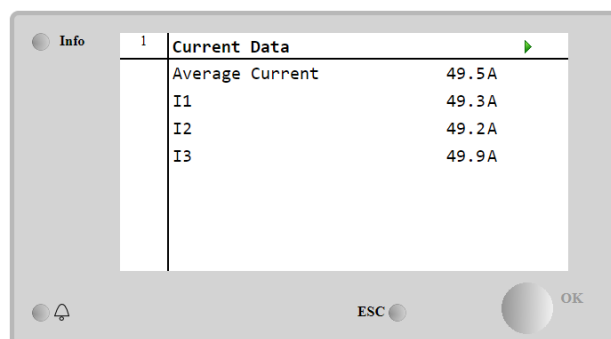 Info
1 Current Data
Average Current 49.5A
I1 49.3A
I2 49.2A
I3 49.9A
ESC OK